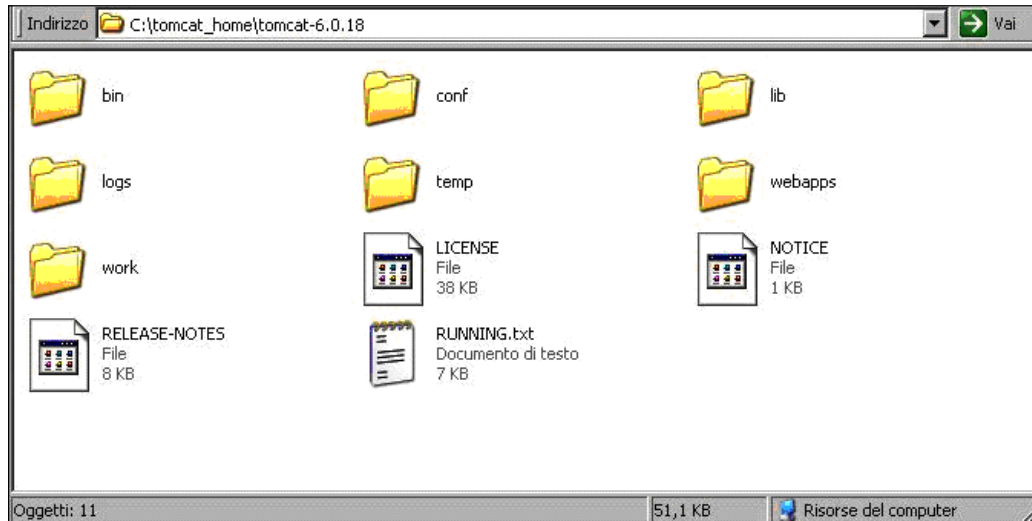 Indirizzo C:\tomcat_home\tomcat-6.0.18 Vai
bin conf lib
logs temp webapps
work
LICENSE
File
38 KB
NOTICE
File
1 KB
RELEASE-NOTES
File
8 KB
RUNNING.txt
Documento di testo
7 KB
Oggetti: 11 51,1 KB Risorse del computer